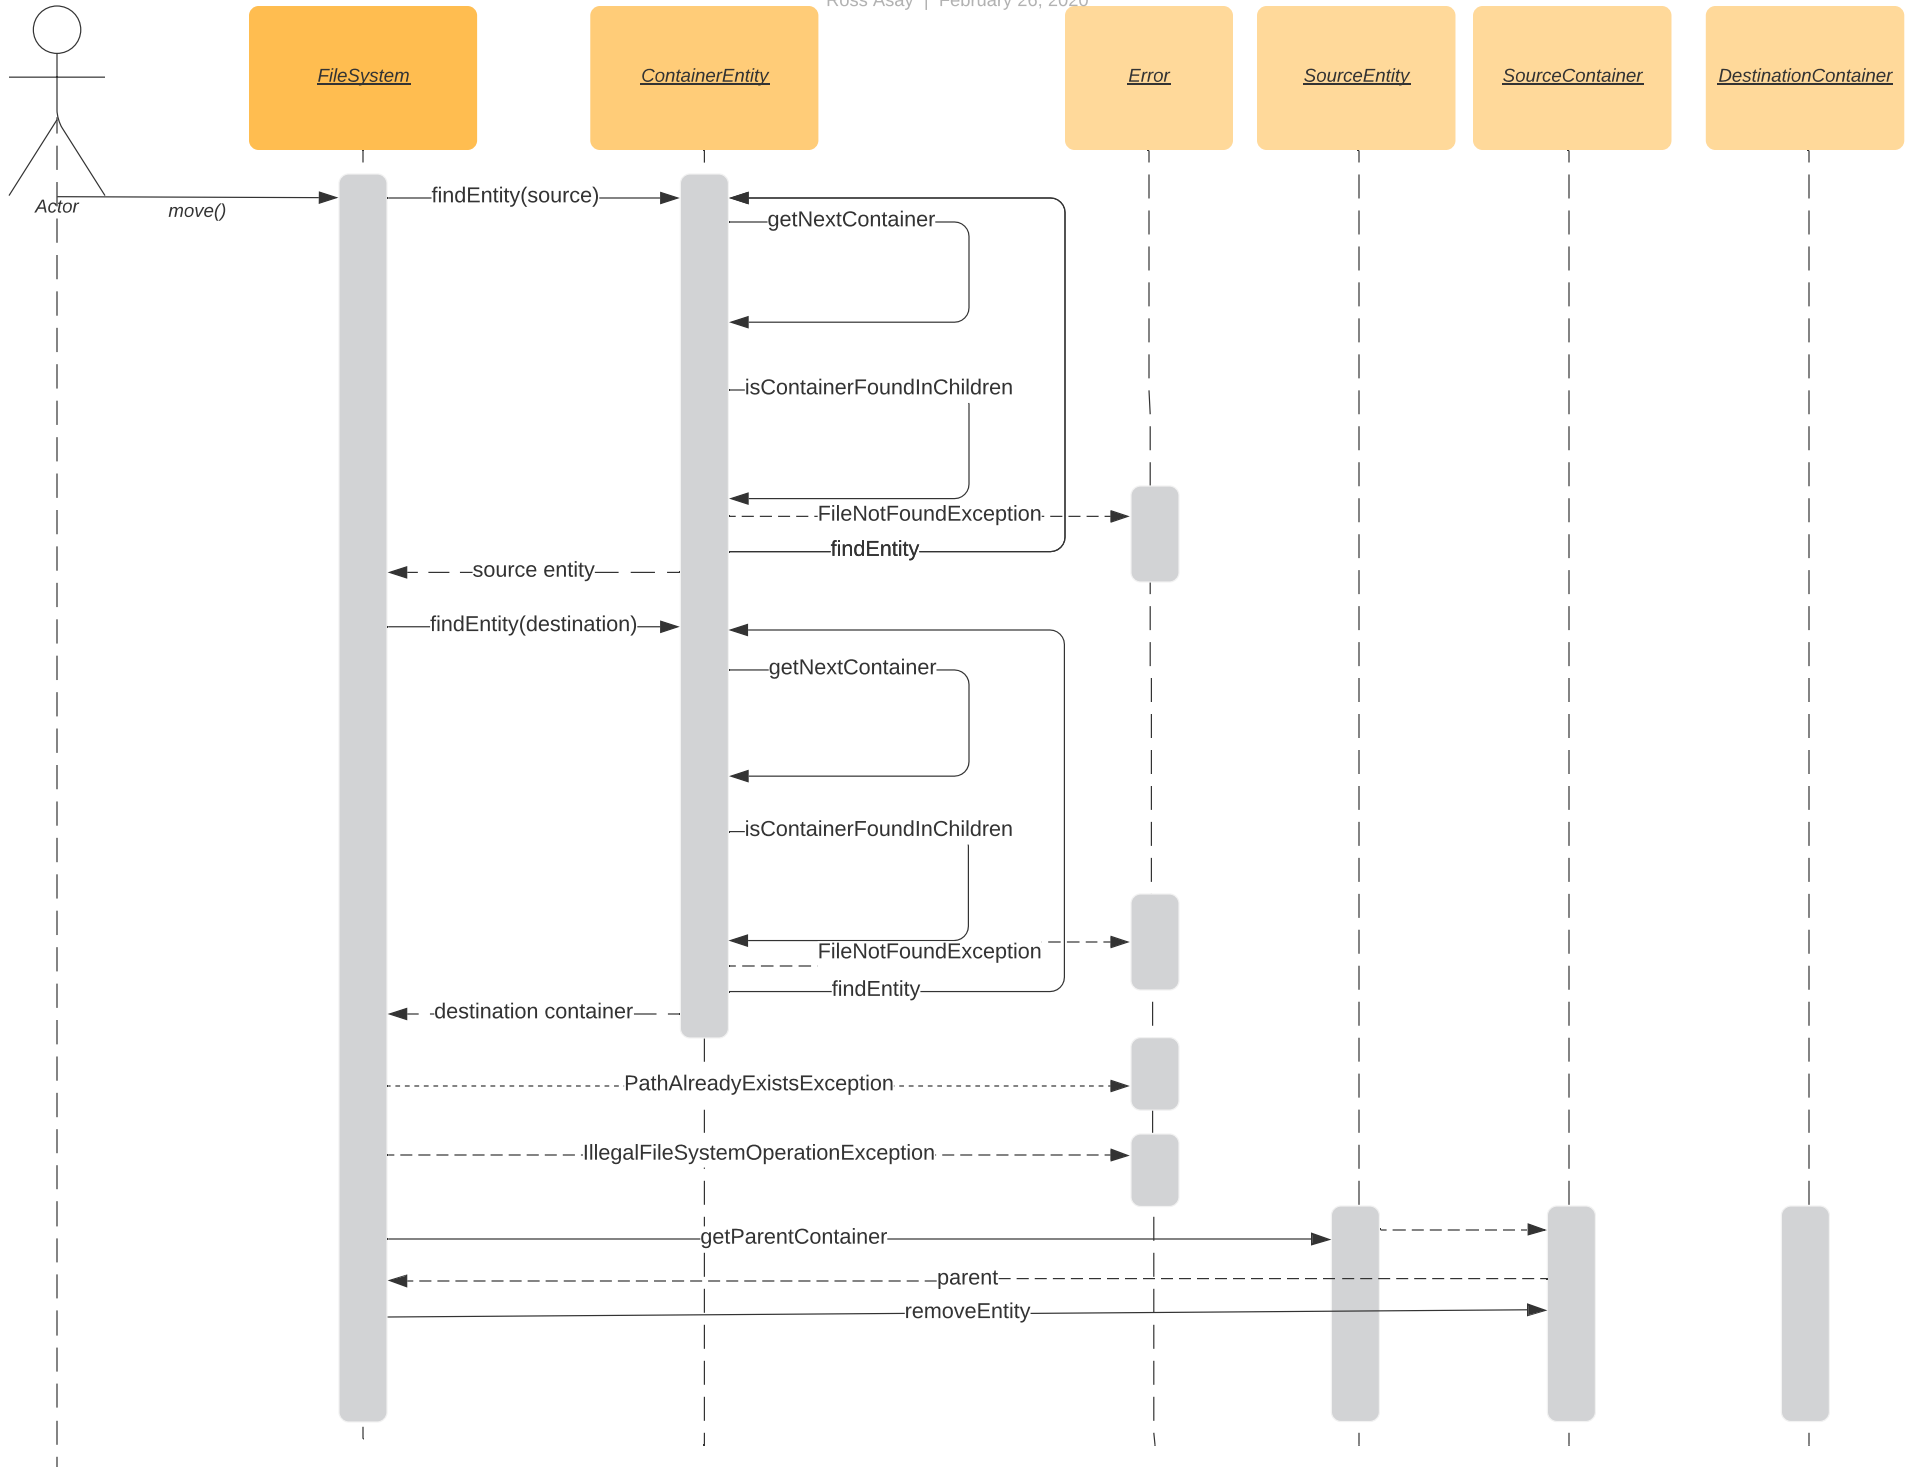 Ross Asay | February 26, 2020
FileSystem
ContainerEntity
Error
SourceEntity
SourceContainer
DestinationContainer
Actor
move()
findEntity(source)
getNextContainer
isContainerFoundInChildren
FileNotFoundException
findEntity
source entity
findEntity(destination)
getNextContainer
isContainerFoundInChildren
FileNotFoundException
findEntity
destination container
PathAlreadyExistsException
IllegalFileSystemOperationException
getParentContainer
parent
removeEntity